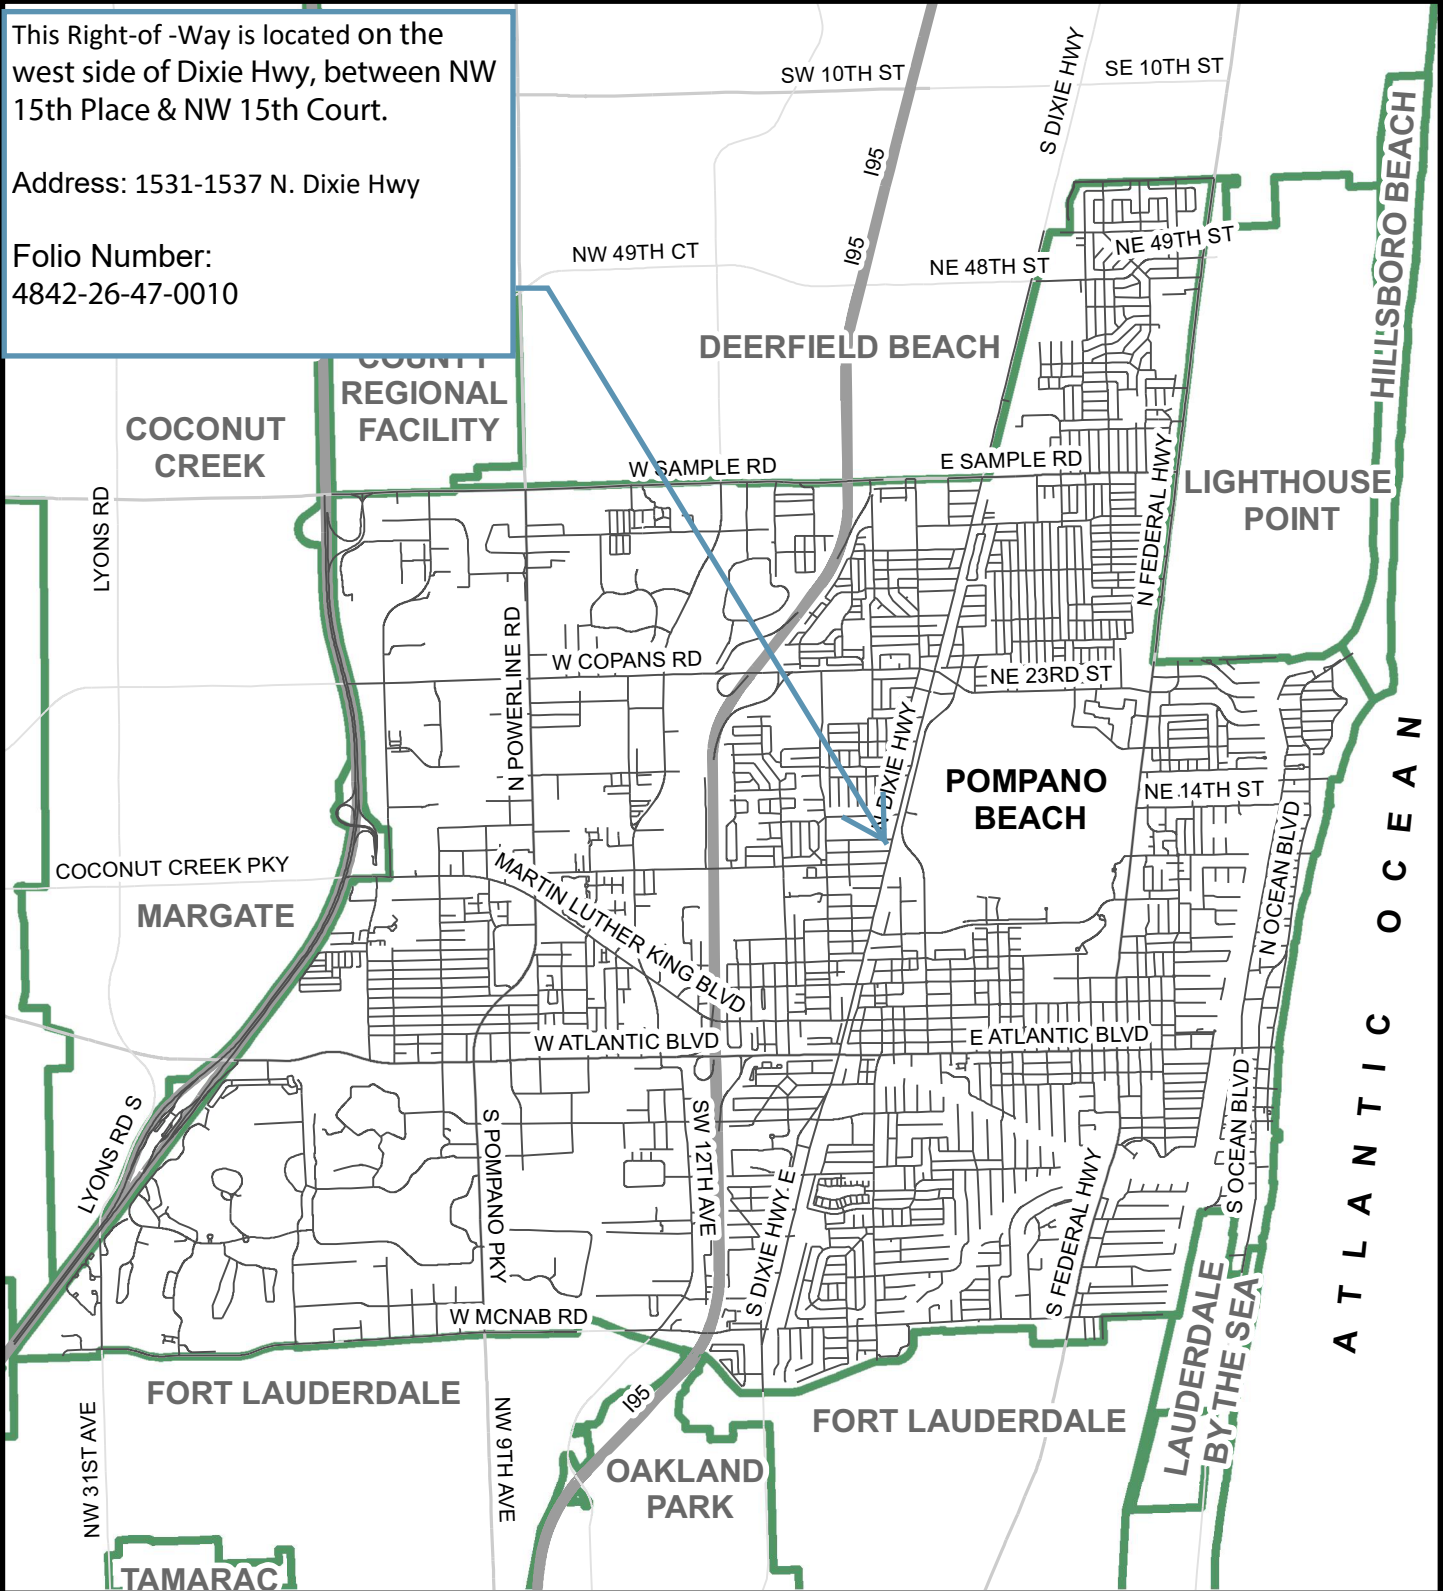 This Right-of -Way is located on the
west side of Dixie Hwy, between NW
15th Place & NW 15th Court.
Address: 1531-1537 N. Dixie Hwy
Folio Number:
4842-26-47-0010
SW 10TH ST
SE 10TH ST
S DIXIE HWY
I95
I95
NW 49TH CT
NE 48TH ST
NE 49TH ST
HILLSBORO BEACH
DEERFIELD BEACH
COUNTY
REGIONAL
FACILITY
COCONUT
CREEK
W SAMPLE RD
E SAMPLE RD
LYONS RD
N FEDERAL HWY
LIGHTHOUSE
POINT
N POWERLINE RD
W COPANS RD
NE 23RD ST
N DIXIE HWY
POMPANO
BEACH
NE 14TH ST
COCONUT CREEK PKY
MARTIN LUTHER KING BLVD
MARGATE
N OCEAN BLVD
ATLANTIC OCEAN
W ATLANTIC BLVD
E ATLANTIC BLVD
LYONS RD S
S POMPANO PKY
SW 12TH AVE
S DIXIE HWY E
S FEDERAL HWY
S OCEAN BLVD
W MCNAB RD
LAUDERDALE
BY THE SEA
FORT LAUDERDALE
FORT LAUDERDALE
I95
NW 31ST AVE
NW 9TH AVE
OAKLAND
PARK
TAMARAC